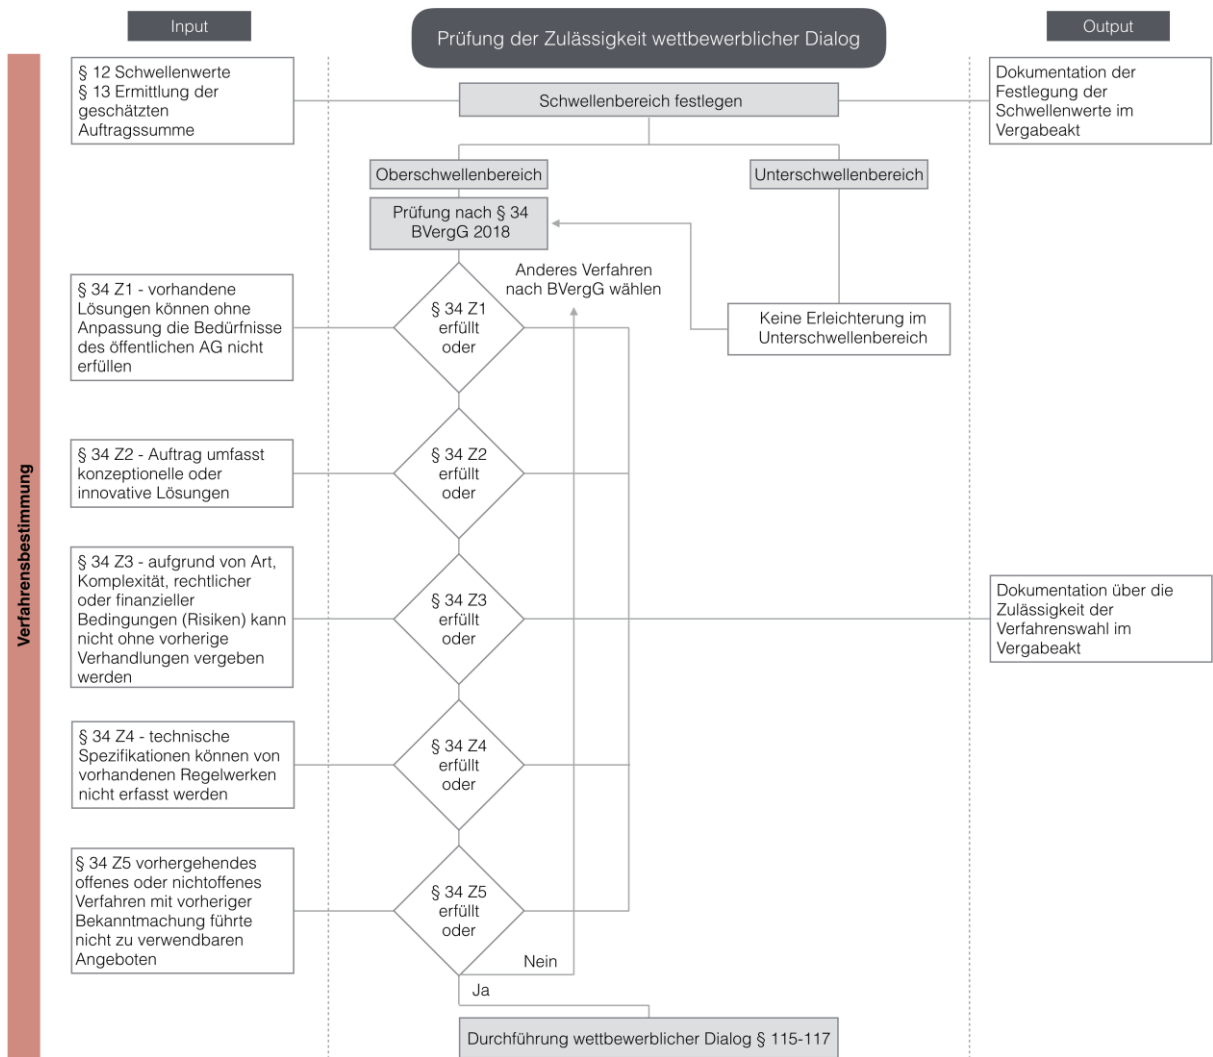 Input
Prüfung der Zulässigkeit wettbewerblicher Dialog
Output
§ 12 Schwellenwerte
§ 13 Ermittlung der
geschätzten
Auftragssumme
Schwellenbereich festlegen
Dokumentation der
Festlegung der
Schwellenwerte im
Vergabeakt
Oberschwellenbereich
Unterschwellenbereich
Prüfung nach § 34
BVergG 2018
Anderes Verfahren
nach BVergG wählen
Keine Erleichterung im
Unterschwellenbereich
§ 34 Z1 - vorhandene
Lösungen können ohne
Anpassung die Bedürfnisse
des öffentlichen AG nicht
erfüllen
§ 34 Z1
erfüllt
oder
§ 34 Z2 - Auftrag umfasst
konzeptionelle oder
innovative Lösungen
§ 34 Z2
erfüllt
oder
Verfahrensbestimmung
§ 34 Z3 - aufgrund von Art,
Komplexität, rechtlicher
oder finanzieller
Bedingungen (Risiken) kann
nicht ohne vorherige
Verhandlungen vergeben
werden
§ 34 Z3
erfüllt
oder
Dokumentation über die
Zulässigkeit der
Verfahrenswahl im
Vergabeakt
§ 34 Z4 - technische
Spezifikationen können von
vorhandenen Regelwerken
nicht erfasst werden
§ 34 Z4
erfüllt
oder
§ 34 Z5 vorhergehendes
offenes oder nichtoffenes
Verfahren mit vorheriger
Bekanntmachung führte
nicht zu verwendbaren
Angeboten
§ 34 Z5
erfüllt
oder
Nein
Ja
Durchführung wettbewerblicher Dialog § 115-117